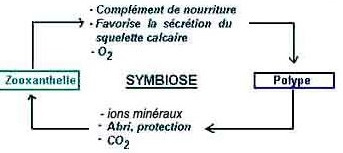 - Complément de nourriture
- Favorise la sécrétion du
squelette calcaire
- O2
Zooxanthelle
SYMBIOSE
Polype
- ions minéraux
- Abri, protection
- CO2